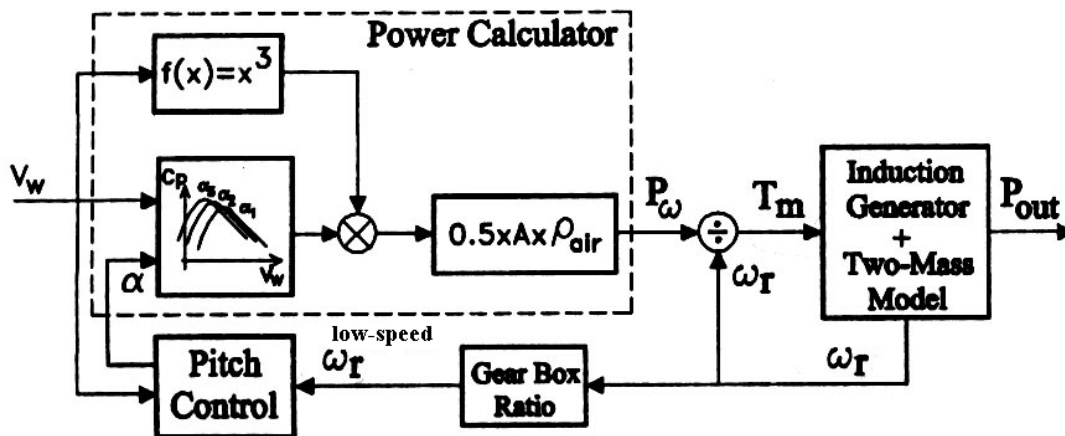 Power Calculator
f(x)=x³
V_w
C_P
α₃
α₂
α₁
V_w
α
0.5xAxρ_air
P_ω
÷
T_m
ω_r
Induction
Generator
+
Two-Mass
Model
P_out
low-speed
ω_r
Pitch
Control
Gear Box
Ratio
ω_r